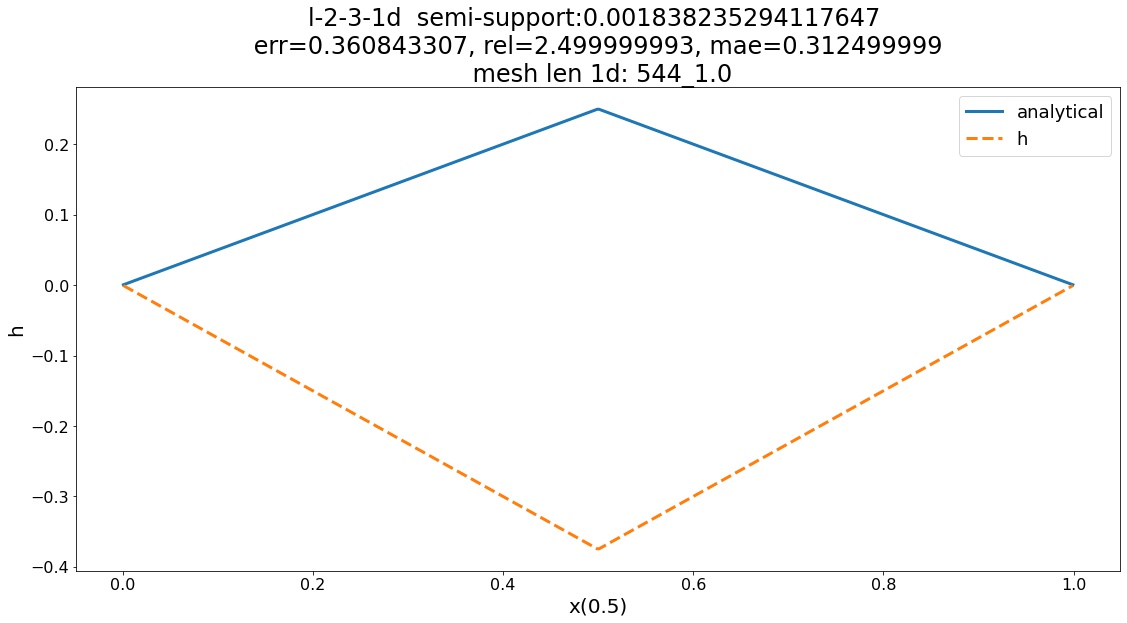 l-2-3-1d  semi-support:0.001838235294117647
err=0.360843307, rel=2.499999993, mae=0.312499999
mesh len 1d: 544_1.0
analytical
h
0.2
0.1
0.0
−0.1
−0.2
−0.3
−0.4
h
0.0 0.2 0.4 0.6 0.8 1.0
x(0.5)